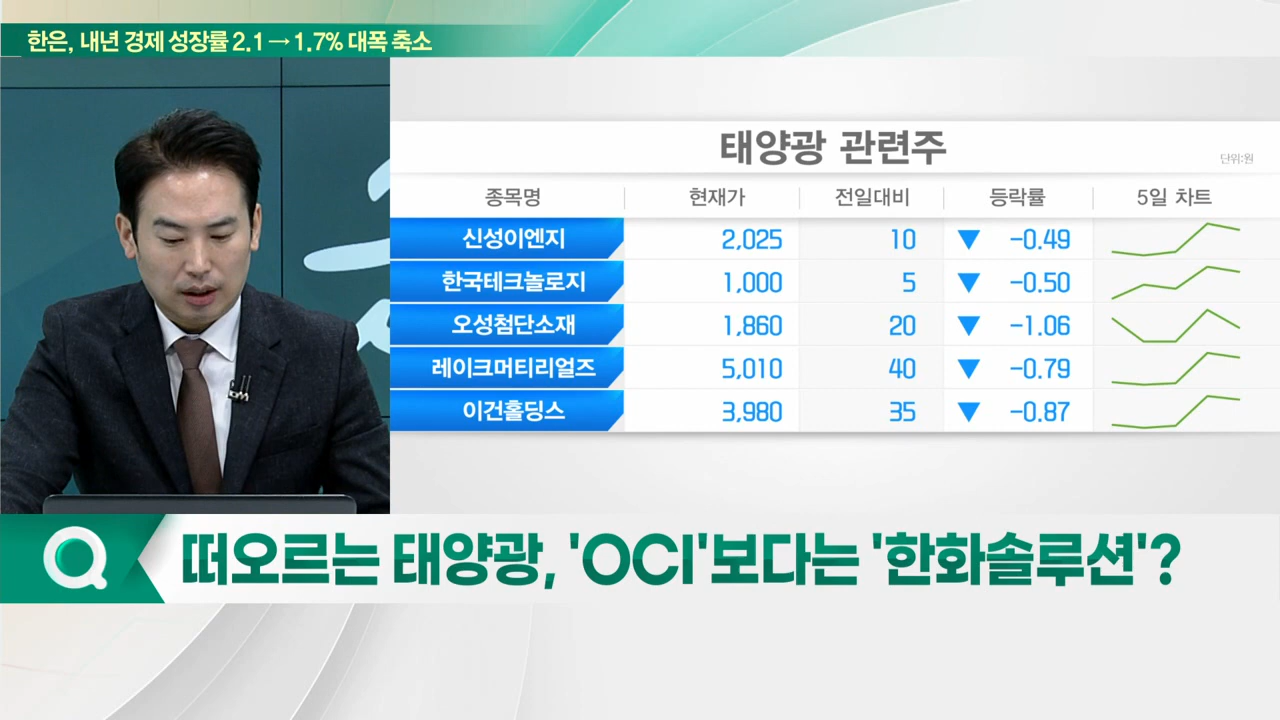 한은, 내년 경제 성장률 2.1→1.7% 대폭 축소
태양광 관련주
단위:원
종목명 현재가 전일대비 등락률 5일 차트
신성이엔지 2,025 10 ▼ -0.49
한국테크놀로지 1,000 5 ▼ -0.50
오성첨단소재 1,860 20 ▼ -1.06
레이크머티리얼즈 5,010 40 ▼ -0.79
이건홀딩스 3,980 35 ▼ -0.87
떠오르는 태양광, 'OCI'보다는 '한화솔루션'?